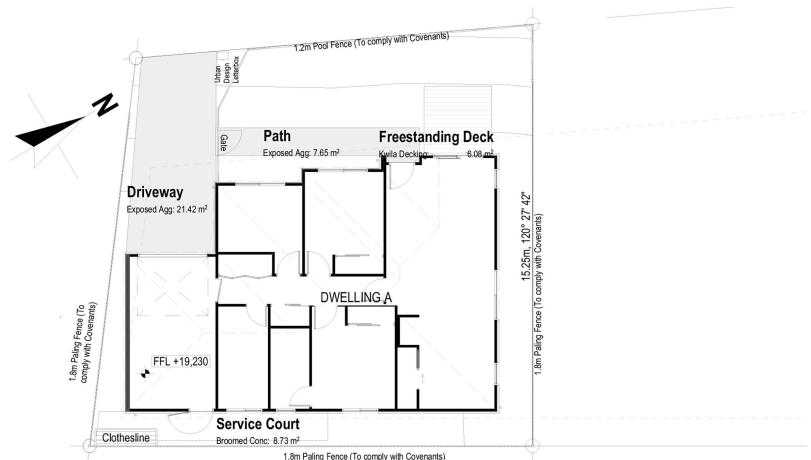 1.2m Pool Fence (To comply with Covenants)
Urban
Design
Letterbox
N
Gate
Path
Exposed Agg: 7.65 m²
Freestanding Deck
Kwila Decking: 6.08 m²
Driveway
Exposed Agg: 21.42 m²
15.25m, 120° 27' 42"
1.8m Paling Fence (To comply with Covenants)
DWELLING A
1.8m Paling Fence (To
comply with Covenants)
FFL +19,230
Service Court
Broomed Conc: 8.73 m²
Clothesline
1.8m Paling Fence (To comply with Covenants)